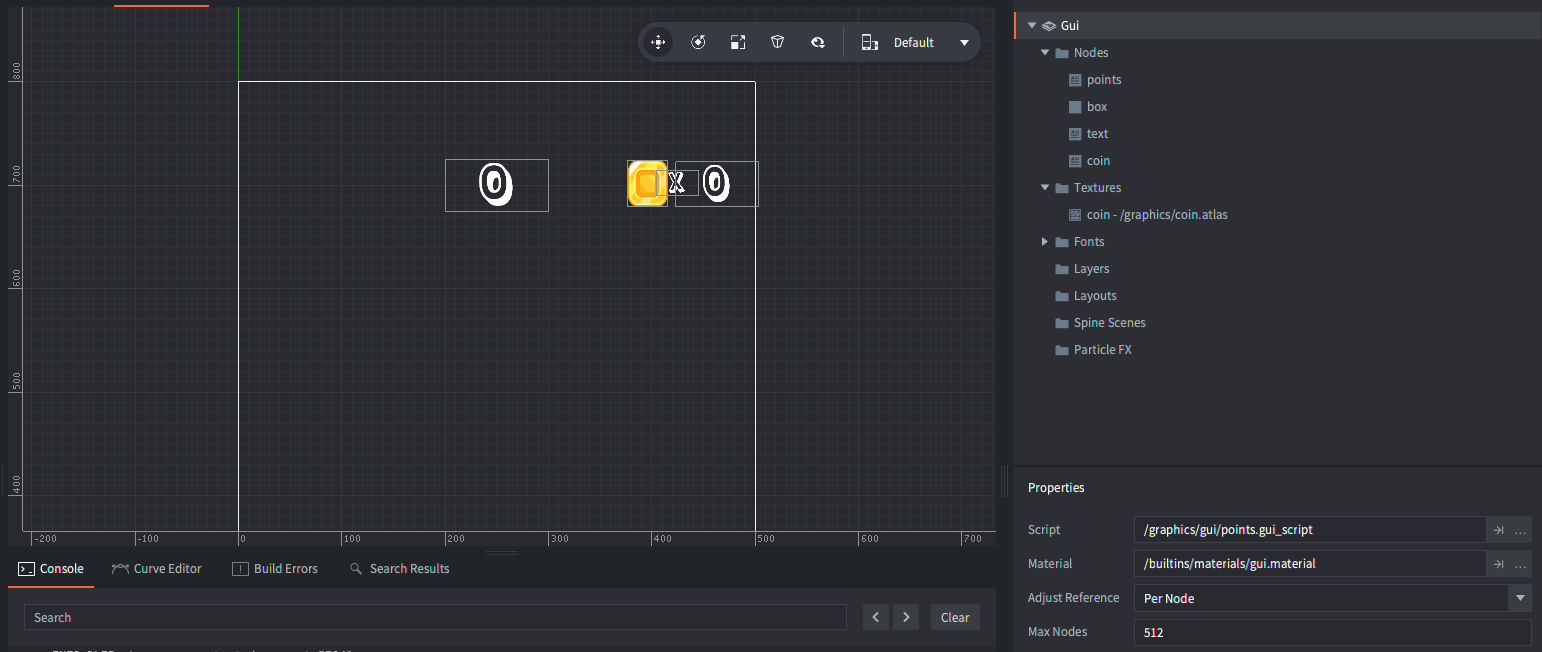 Default
800
700
600
500
400
0
X 0
-200 -100 0 100 200 300 400 500 600 700
Console Curve Editor Build Errors Search Results
Search Clear
Gui
Nodes
points
box
text
coin
Textures
coin - /graphics/coin.atlas
Fonts
Layers
Layouts
Spine Scenes
Particle FX
Properties
Script /graphics/gui/points.gui_script ...
Material /builtins/materials/gui.material ...
Adjust Reference Per Node
Max Nodes 512